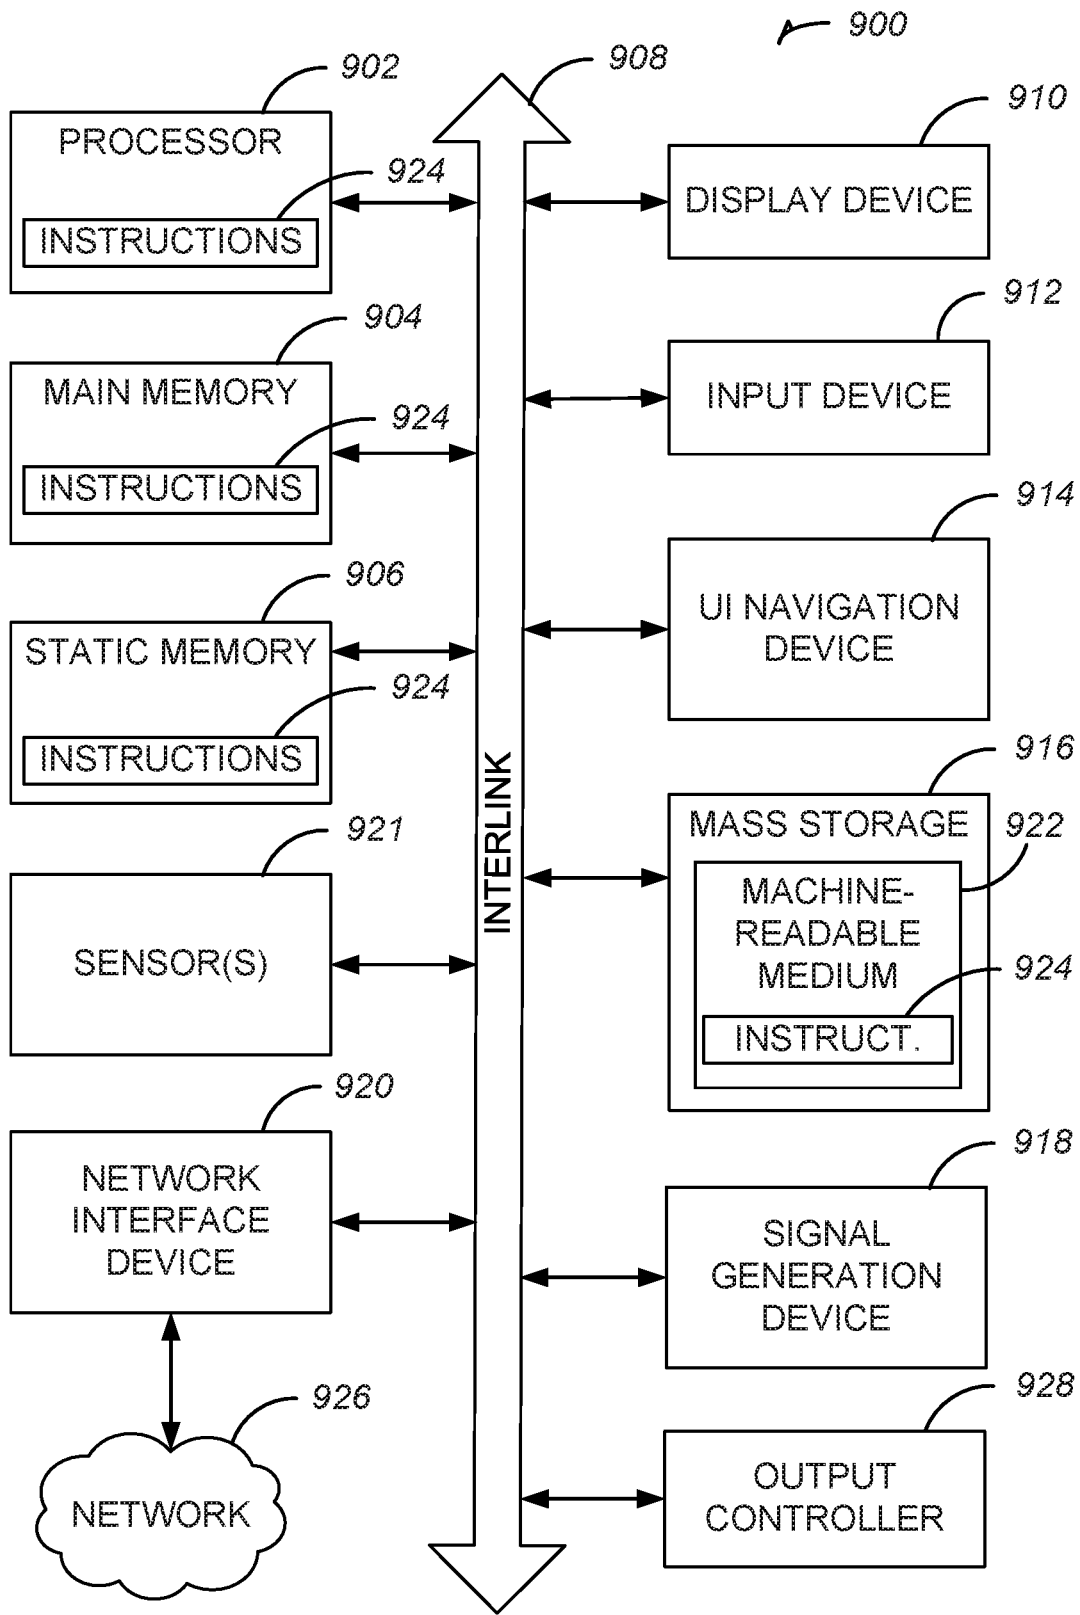 900
908
902
PROCESSOR
924
INSTRUCTIONS
904
MAIN MEMORY
924
INSTRUCTIONS
906
STATIC MEMORY
924
INSTRUCTIONS
921
SENSOR(S)
920
NETWORK
INTERFACE
DEVICE
926
NETWORK
INTERLINK
910
DISPLAY DEVICE
912
INPUT DEVICE
914
UI NAVIGATION
DEVICE
916
MASS STORAGE
922
MACHINE-
READABLE
MEDIUM
924
INSTRUCT.
918
SIGNAL
GENERATION
DEVICE
928
OUTPUT
CONTROLLER